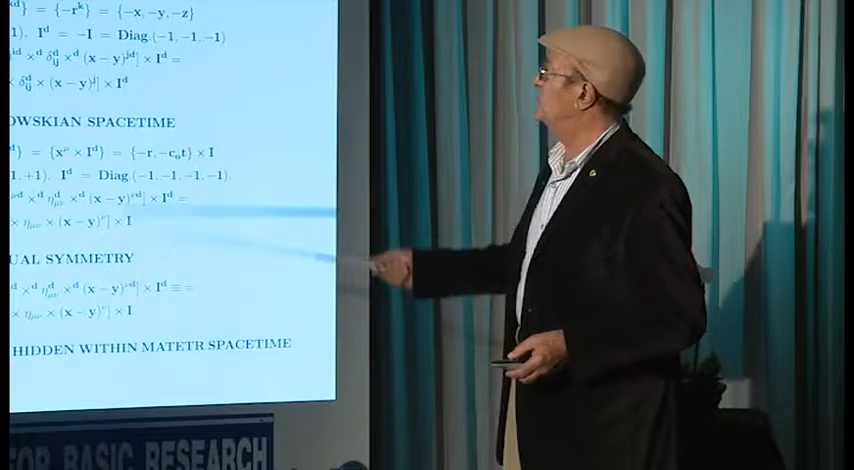 = {−r^k} = {−x, −y, −z}
I^d = −I = Diag.(−1, −1, −1)
×^d δ^d_ij ×^d (x − y)^jd] × I^d =
× δ^d_ij × (x − y)^j] × I^d
OWSKIAN SPACETIME
= {x^μ × I^d} = {−r, −c_o t} × I
1, +1). I^d = Diag.(−1, −1, −1, −1).
×^d η^d_μν ×^d (x − y)^νd] × I^d =
× η_μν × (x − y)^ν] × I
UAL SYMMETRY
×^d η^d_μν ×^d (x − y)^νd] × I^d ≡ =
× η_μν × (x − y)^ν] × I
HIDDEN WITHIN MATETR SPACETIME
FOR BASIC RESEARCH